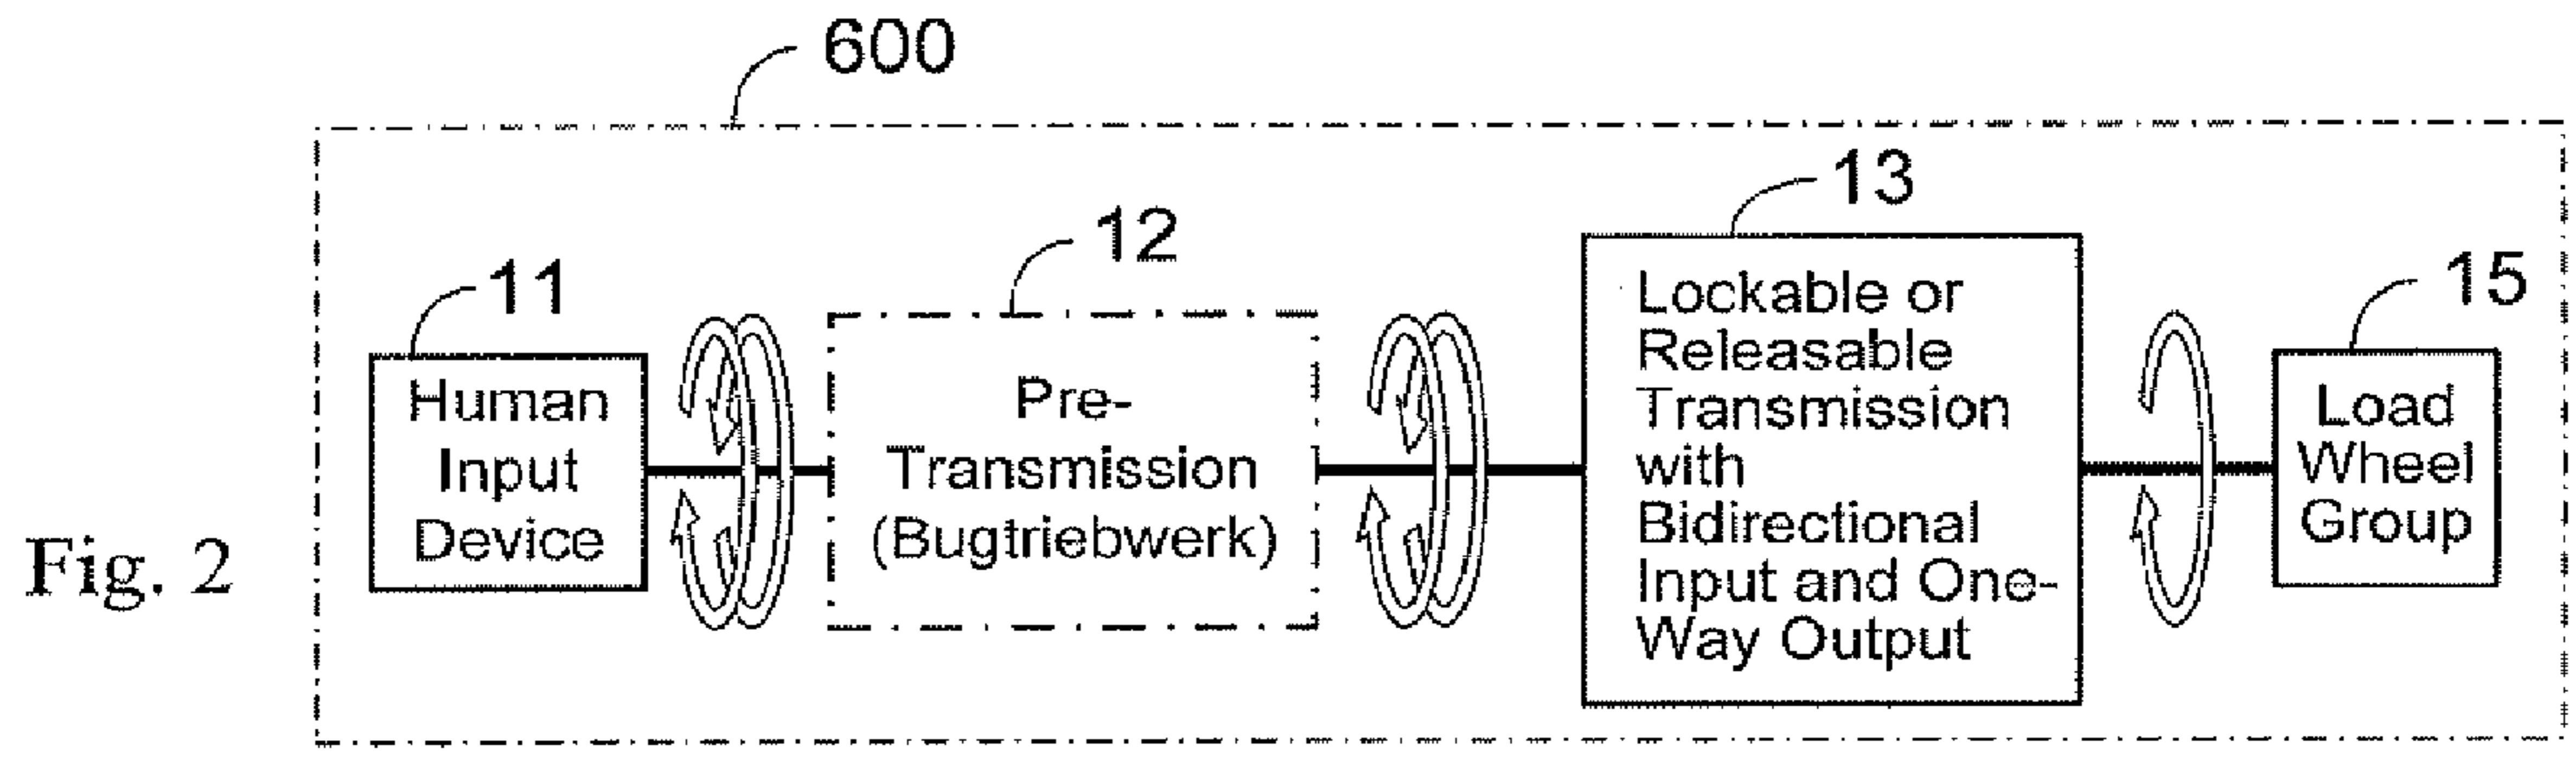 600
11
Human
Input
Device
12
Pre-
Transmission
(Bugtriebwerk)
13
Lockable or
Releasable
Transmission
with
Bidirectional
Input and One-
Way Output
15
Load
Wheel
Group
Fig. 2